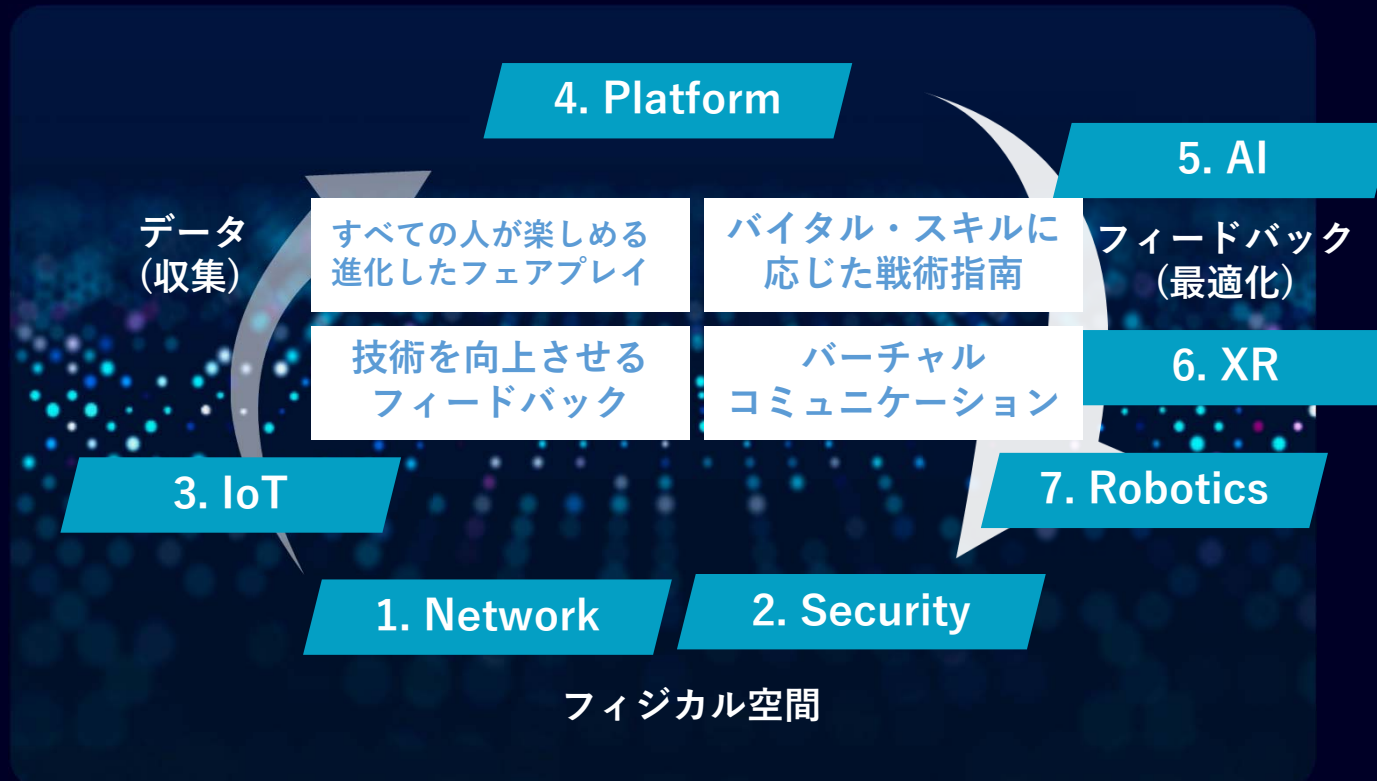 4. Platform
5. AI
データ
(収集)
すべての人が楽しめる
進化したフェアプレイ
バイタル・スキルに
応じた戦術指南
フィードバック
(最適化)
技術を向上させる
フィードバック
バーチャル
コミュニケーション
6. XR
3. IoT
7. Robotics
1. Network
2. Security
フィジカル空間